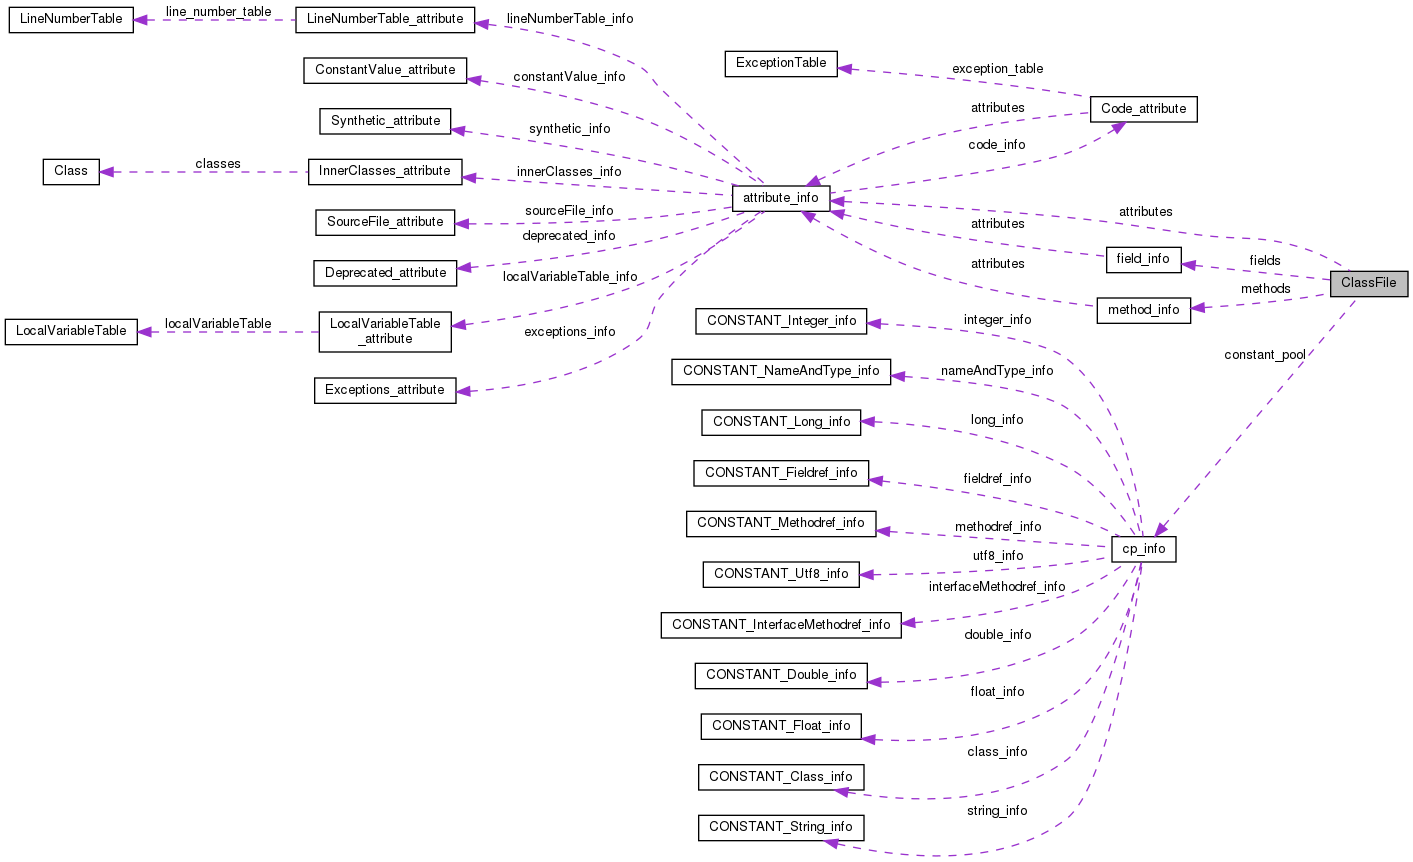 LineNumberTable
line_number_table
LineNumberTable_attribute
lineNumberTable_info
ConstantValue_attribute
constantValue_info
ExceptionTable
exception_table
Code_attribute
Synthetic_attribute
synthetic_info
attributes
code_info
Class
classes
InnerClasses_attribute
innerClasses_info
attribute_info
SourceFile_attribute
sourceFile_info
attributes
attributes
Deprecated_attribute
deprecated_info
attributes
field_info
fields
ClassFile
localVariableTable_info
methods
method_info
LocalVariableTable
localVariableTable
LocalVariableTable
_attribute
exceptions_info
Exceptions_attribute
constant_pool
CONSTANT_Integer_info
integer_info
CONSTANT_NameAndType_info
nameAndType_info
CONSTANT_Long_info
long_info
CONSTANT_Fieldref_info
fieldref_info
CONSTANT_Methodref_info
methodref_info
cp_info
CONSTANT_Utf8_info
utf8_info
CONSTANT_InterfaceMethodref_info
interfaceMethodref_info
CONSTANT_Double_info
double_info
CONSTANT_Float_info
float_info
CONSTANT_Class_info
class_info
CONSTANT_String_info
string_info